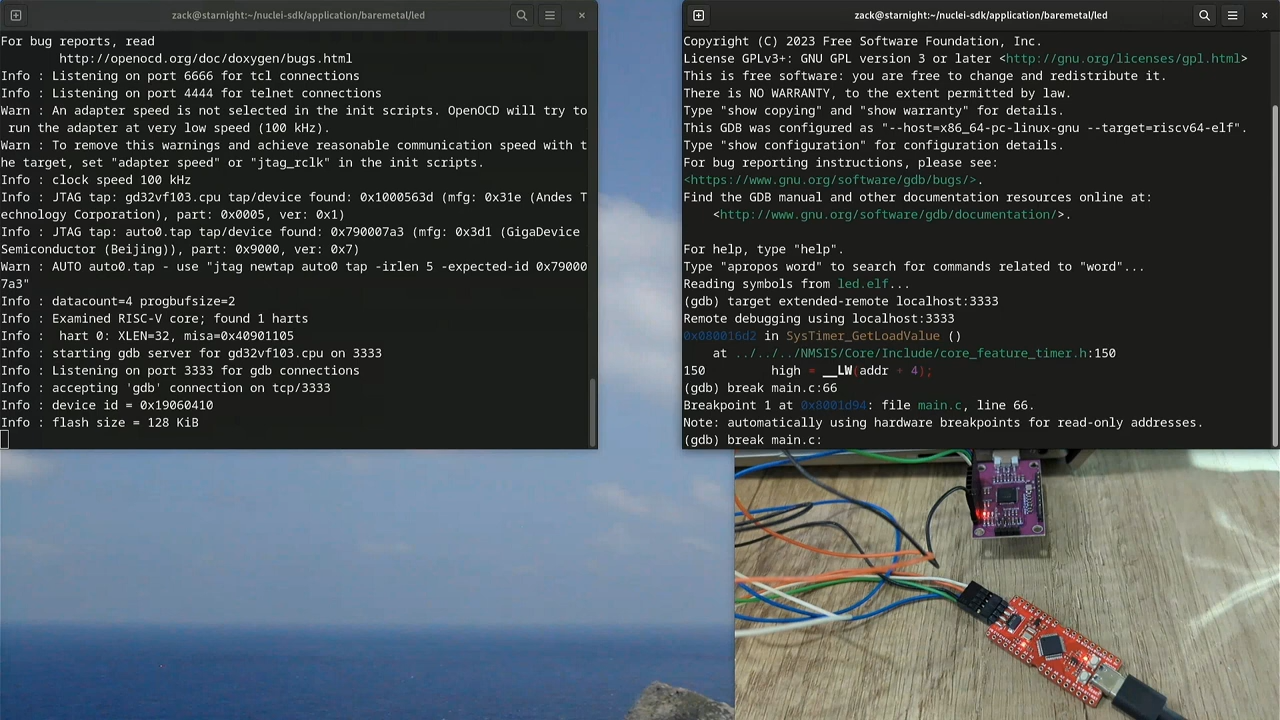 zack@starnight:~/nuclei-sdk/application/baremetal/led
For bug reports, read
http://openocd.org/doc/doxygen/bugs.html
Info : Listening on port 6666 for tcl connections
Info : Listening on port 4444 for telnet connections
Warn : An adapter speed is not selected in the init scripts. OpenOCD will try to
run the adapter at very low speed (100 kHz).
Warn : To remove this warnings and achieve reasonable communication speed with t
he target, set "adapter speed" or "jtag_rclk" in the init scripts.
Info : clock speed 100 kHz
Info : JTAG tap: gd32vf103.cpu tap/device found: 0x1000563d (mfg: 0x31e (Andes T
echnology Corporation), part: 0x0005, ver: 0x1)
Info : JTAG tap: auto0.tap tap/device found: 0x790007a3 (mfg: 0x3d1 (GigaDevice
Semiconductor (Beijing)), part: 0x9000, ver: 0x7)
Warn : AUTO auto0.tap - use "jtag newtap auto0 tap -irlen 5 -expected-id 0x79000
7a3"
Info : datacount=4 progbufsize=2
Info : Examined RISC-V core; found 1 harts
Info :  hart 0: XLEN=32, misa=0x40901105
Info : starting gdb server for gd32vf103.cpu on 3333
Info : Listening on port 3333 for gdb connections
Info : accepting 'gdb' connection on tcp/3333
Info : device id = 0x19060410
Info : flash size = 128 KiB
zack@starnight:~/nuclei-sdk/application/baremetal/led
Copyright (C) 2023 Free Software Foundation, Inc.
License GPLv3+: GNU GPL version 3 or later <http://gnu.org/licenses/gpl.html>
This is free software: you are free to change and redistribute it.
There is NO WARRANTY, to the extent permitted by law.
Type "show copying" and "show warranty" for details.
This GDB was configured as "--host=x86_64-pc-linux-gnu --target=riscv64-elf".
Type "show configuration" for configuration details.
For bug reporting instructions, please see:
<https://www.gnu.org/software/gdb/bugs/>.
Find the GDB manual and other documentation resources online at:
<http://www.gnu.org/software/gdb/documentation/>.
For help, type "help".
Type "apropos word" to search for commands related to "word"...
Reading symbols from led.elf...
(gdb) target extended-remote localhost:3333
Remote debugging using localhost:3333
0x080016d2 in SysTimer_GetLoadValue ()
at ../../../NMSIS/Core/Include/core_feature_timer.h:150
150 high = __LW(addr + 4);
(gdb) break main.c:66
Breakpoint 1 at 0x8001d94: file main.c, line 66.
Note: automatically using hardware breakpoints for read-only addresses.
(gdb) break main.c: